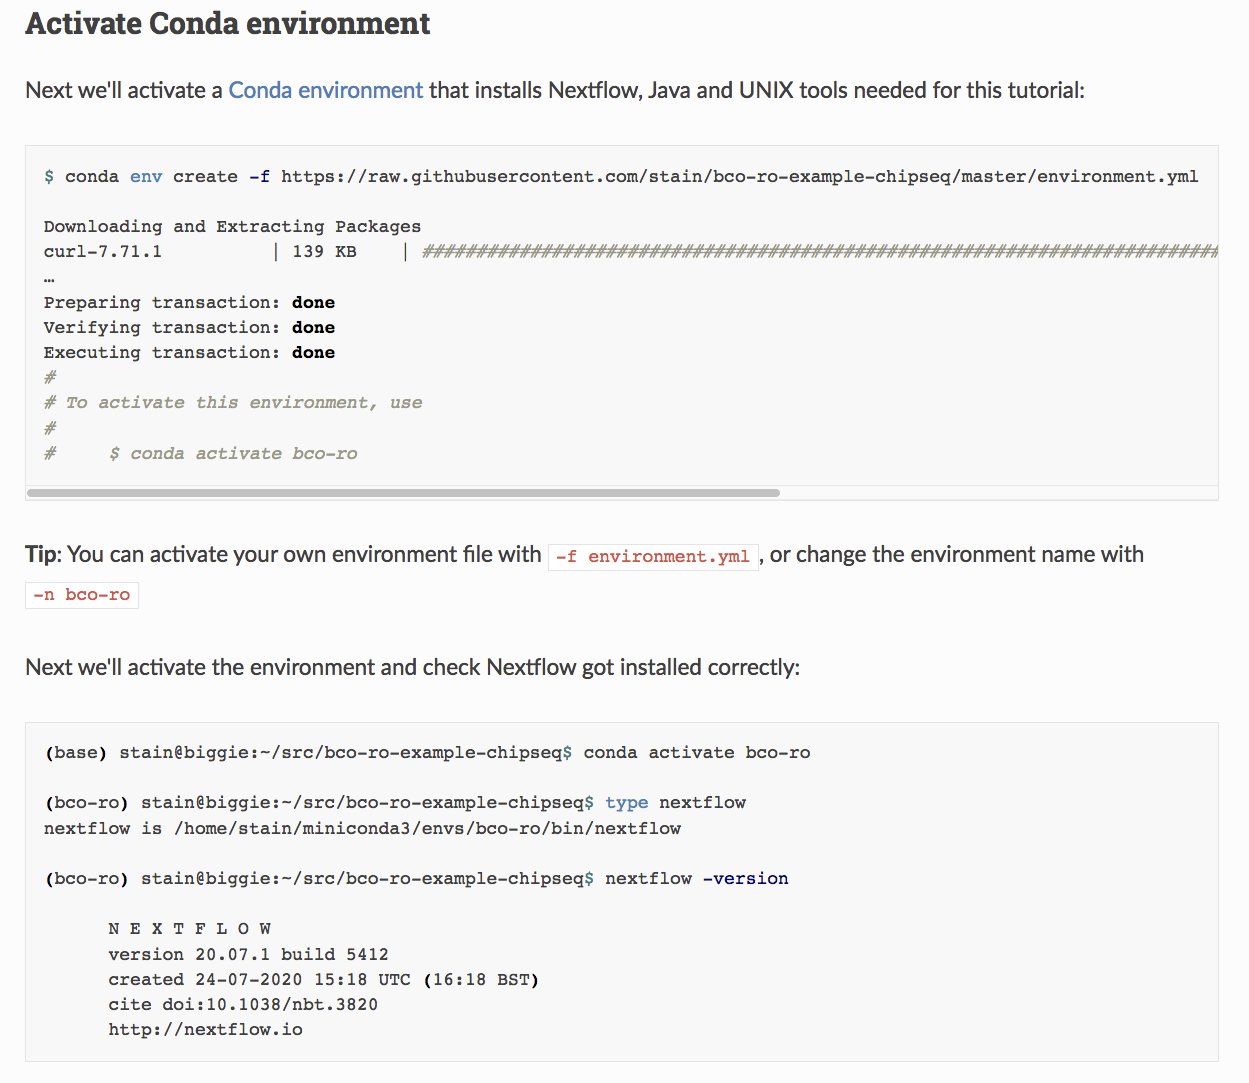 Activate Conda environment
Next we'll activate a Conda environment that installs Nextflow, Java and UNIX tools needed for this tutorial:
$ conda env create -f https://raw.githubusercontent.com/stain/bco-ro-example-chipseq/master/environment.yml
Downloading and Extracting Packages
curl-7.71.1          | 139 KB    | ##########################################################################
…
Preparing transaction: done
Verifying transaction: done
Executing transaction: done
#
# To activate this environment, use
#
#     $ conda activate bco-ro
Tip: You can activate your own environment file with -f environment.yml, or change the environment name with
-n bco-ro
Next we'll activate the environment and check Nextflow got installed correctly:
(base) stain@biggie:~/src/bco-ro-example-chipseq$ conda activate bco-ro
(bco-ro) stain@biggie:~/src/bco-ro-example-chipseq$ type nextflow
nextflow is /home/stain/miniconda3/envs/bco-ro/bin/nextflow
(bco-ro) stain@biggie:~/src/bco-ro-example-chipseq$ nextflow -version
N E X T F L O W
version 20.07.1 build 5412
created 24-07-2020 15:18 UTC (16:18 BST)
cite doi:10.1038/nbt.3820
http://nextflow.io